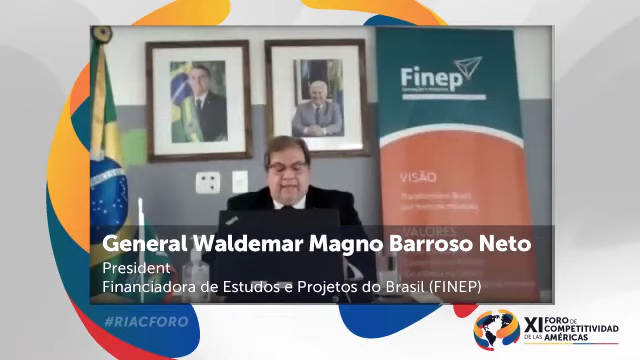 Finep
VISÃO
VALORES
General Waldemar Magno Barroso Neto
President
Financiadora de Estudos e Projetos do Brasil (FINEP)
#RIACFORO
XI FORO DE
COMPETITIVIDAD
DE LAS AMÉRICAS